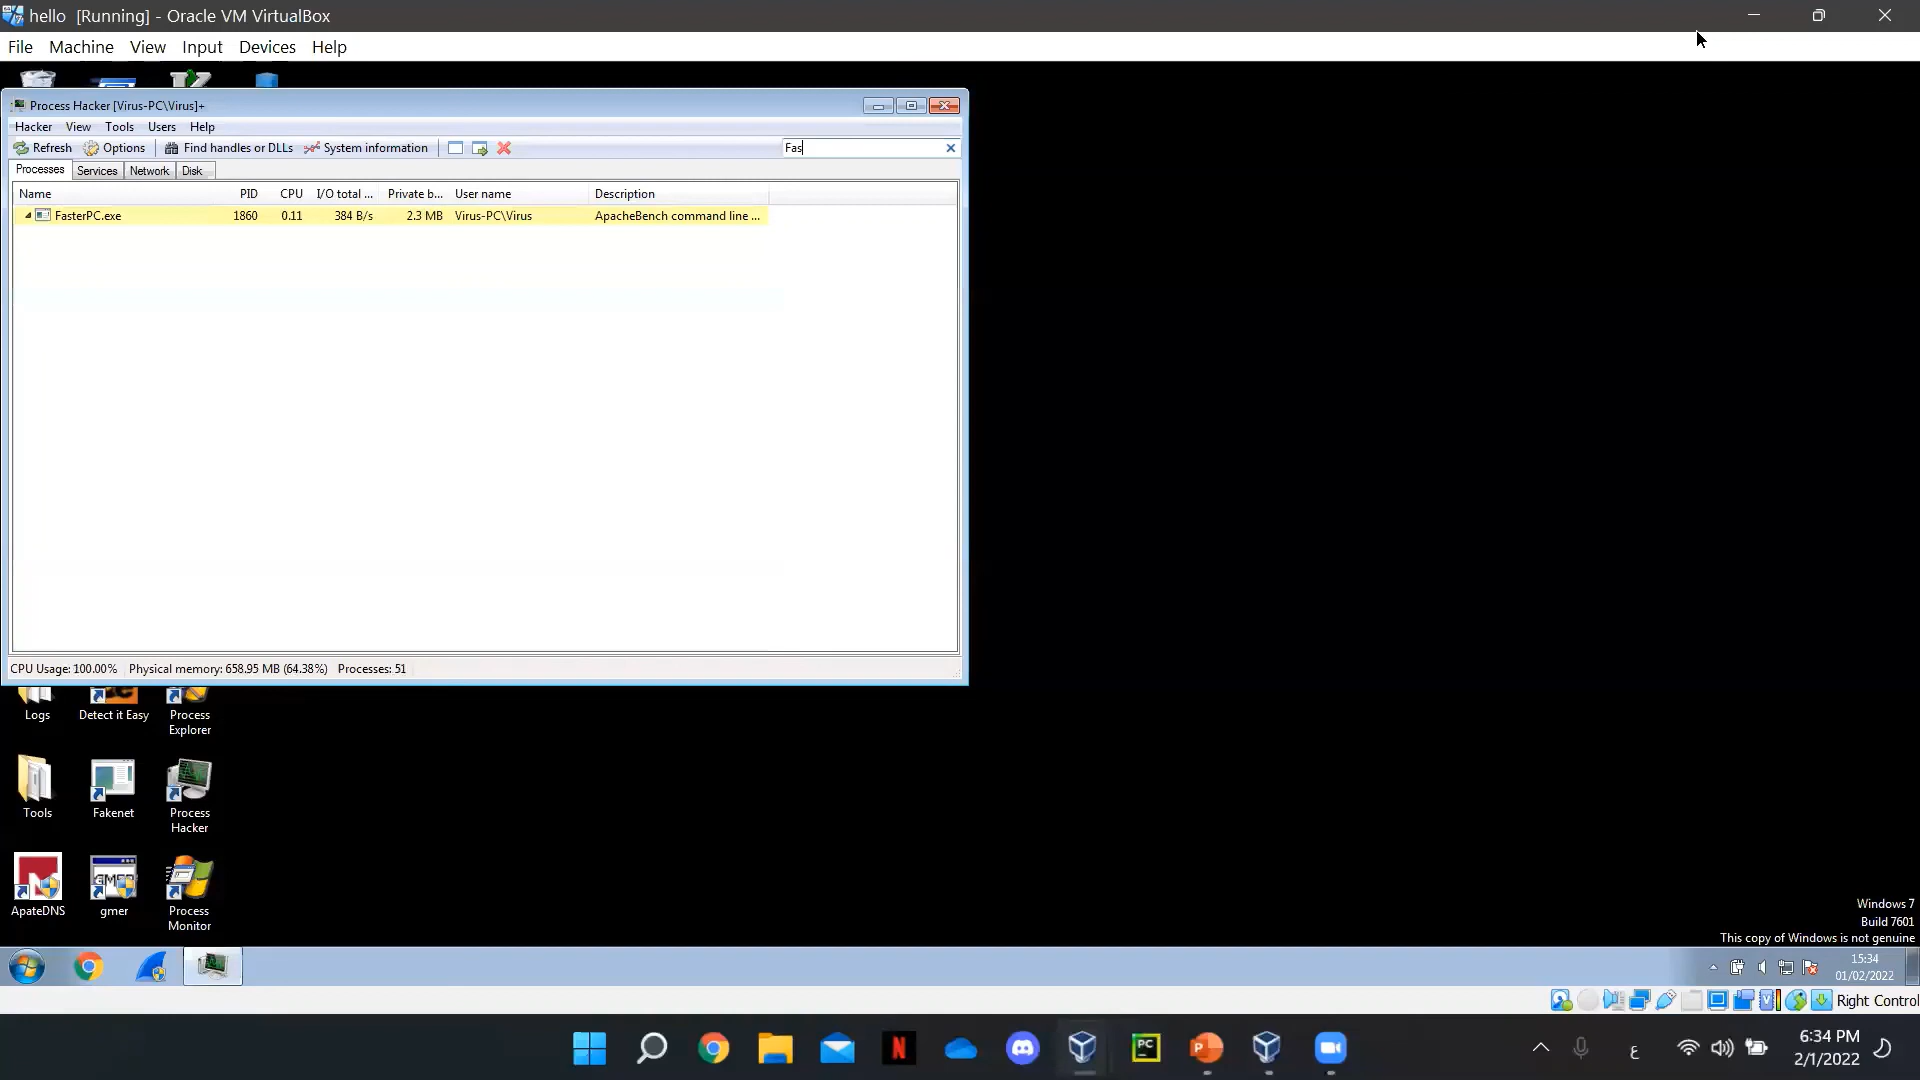 hello [Running] - Oracle VM VirtualBox
File Machine View Input Devices Help
Process Hacker [Virus-PC\Virus]+
Hacker View Tools Users Help
Refresh Options Find handles or DLLs System information Fas
Processes Services Network Disk
Name PID CPU I/O total ... Private b... User name Description
FasterPC.exe 1860 0.11 384 B/s 2.3 MB Virus-PC\Virus ApacheBench command line ...
CPU Usage: 100.00% Physical memory: 658.95 MB (64.38%) Processes: 51
Logs Detect it Easy Process Explorer
Tools Fakenet Process Hacker
ApateDNS gmer Process Monitor
Windows 7
Build 7601
This copy of Windows is not genuine
15:34
01/02/2022
Right Control
ع
6:34 PM
2/1/2022